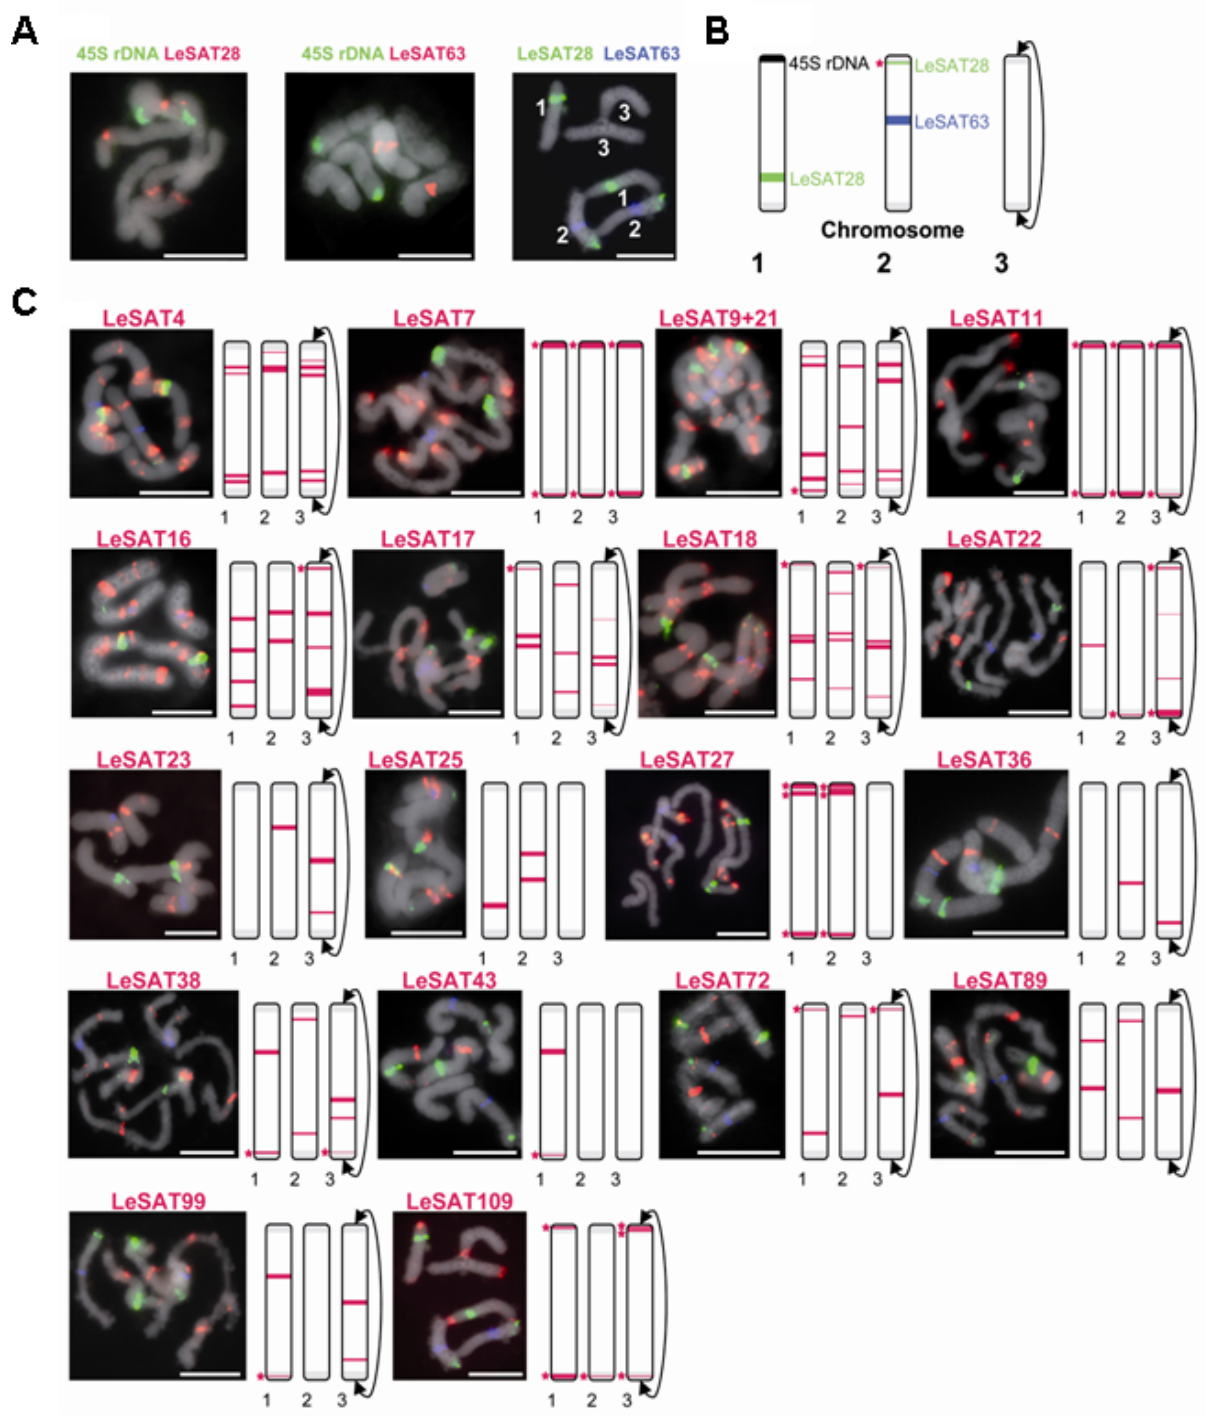 A
B
45S rDNA LeSAT28
45S rDNA LeSAT63
LeSAT28 LeSAT63
1
3
3
1
2
2
45S rDNA
* LeSAT28
LeSAT63
LeSAT28
Chromosome
1 2 3
C
LeSAT4
LeSAT7
LeSAT9+21
LeSAT11
* * *
* * *
*
* * *
* * *
1 2 3
1 2 3
1 2 3
1 2 3
LeSAT16
LeSAT17
LeSAT18
LeSAT22
*
*
* *
*
* *
1 2 3
1 2 3
1 2 3
1 2 3
LeSAT23
LeSAT25
LeSAT27
LeSAT36
* *
* *
* *
1 2 3
1 2 3
1 2 3
1 2 3
LeSAT38
LeSAT43
LeSAT72
LeSAT89
* *
*
* *
1 2 3
1 2 3
1 2 3
1 2 3
LeSAT99
LeSAT109
*
* *
*
* * *
1 2 3
1 2 3